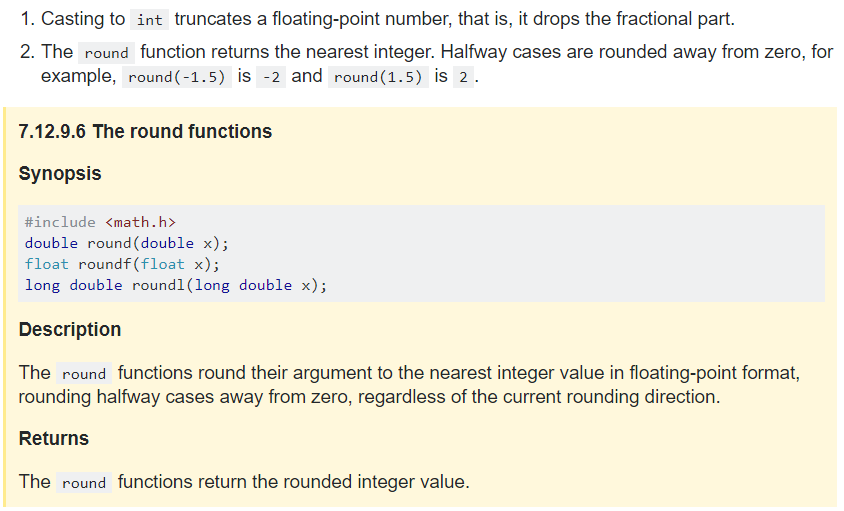 1. Casting to int truncates a floating-point number, that is, it drops the fractional part.
2. The round function returns the nearest integer. Halfway cases are rounded away from zero, for
example, round(-1.5) is -2 and round(1.5) is 2 .
7.12.9.6 The round functions
Synopsis
#include <math.h>
double round(double x);
float roundf(float x);
long double roundl(long double x);
Description
The round functions round their argument to the nearest integer value in floating-point format,
rounding halfway cases away from zero, regardless of the current rounding direction.
Returns
The round functions return the rounded integer value.